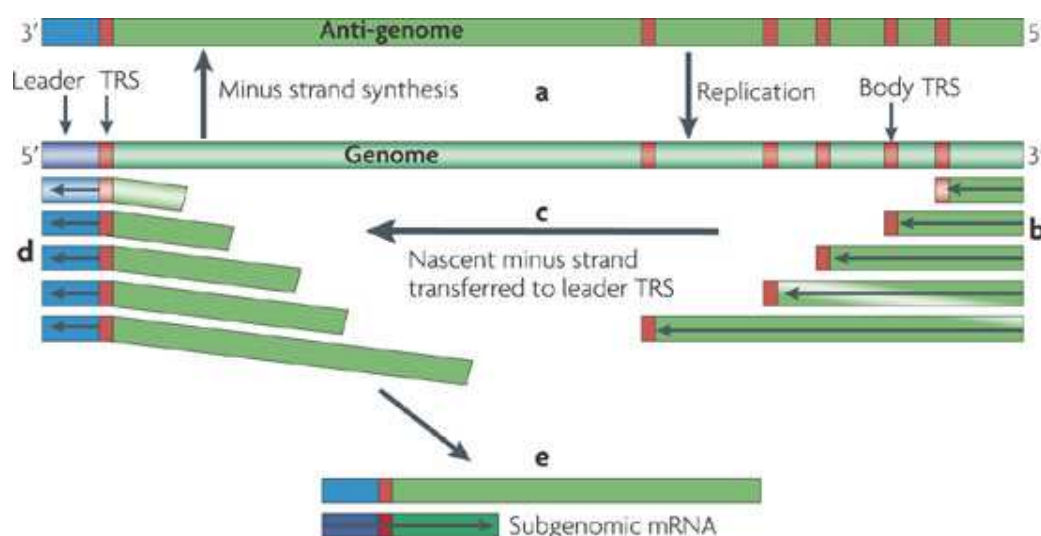 3′ Anti-genome 5
Leader TRS
Minus strand synthesis a Replication Body TRS
5′ Genome 3
c
d b
Nascent minus strand
transferred to leader TRS
e
Subgenomic mRNA